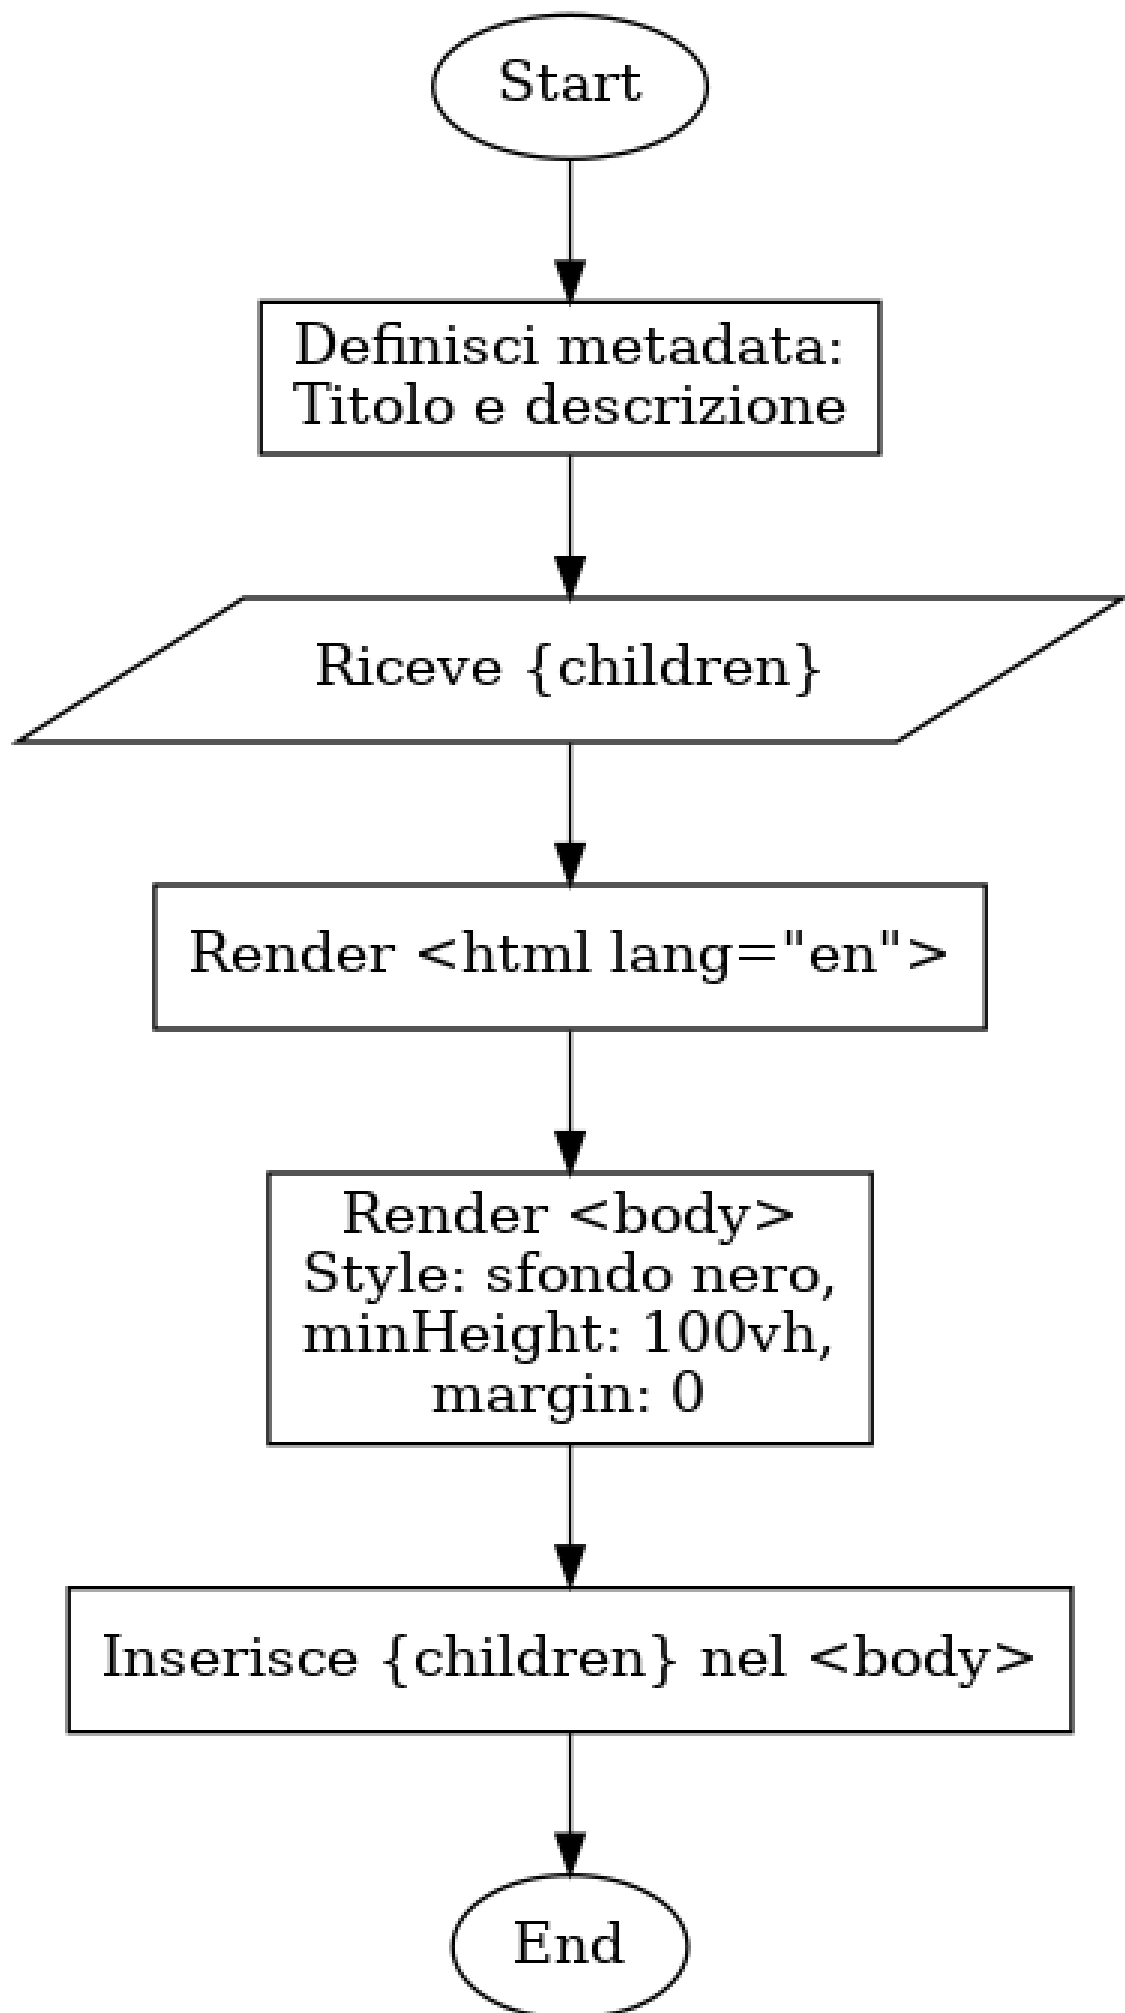 Start
Definisci metadata:
Titolo e descrizione
Riceve {children}
Render <html lang="en">
Render <body>
Style: sfondo nero,
minHeight: 100vh,
margin: 0
Inserisce {children} nel <body>
End